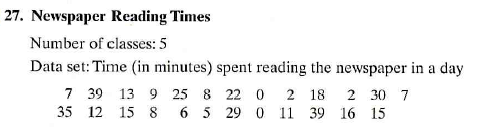 27. Newspaper Reading Times
Number of classes: 5
Data set: Time (in minutes) spent reading the newspaper in a day
7 39 13 9 25 8 22 0 2 18 2 30 7
35 12 15 8 6 5 29 0 11 39 16 15